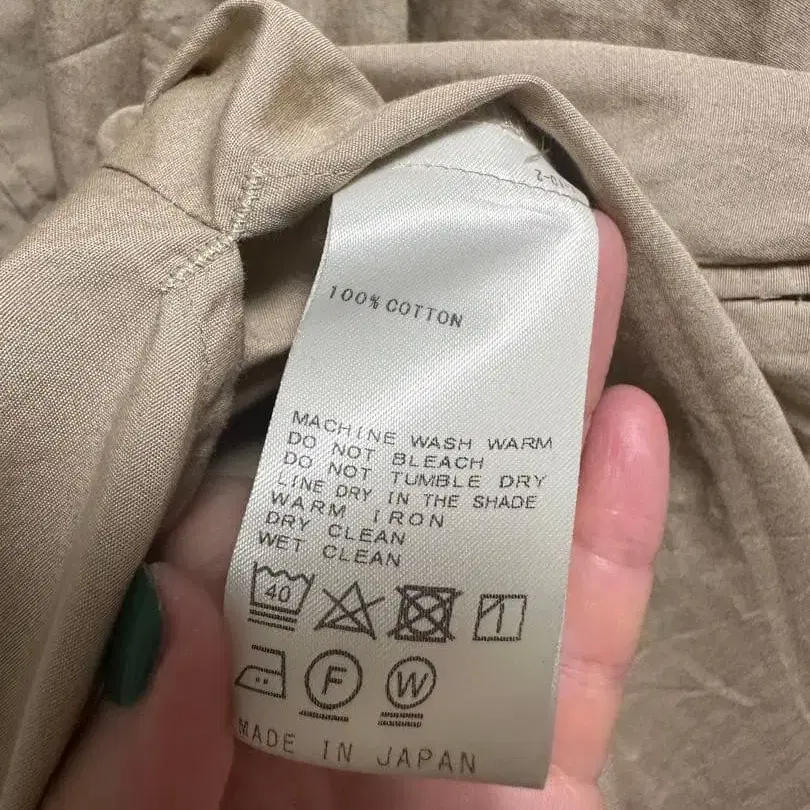 100% COTTON
MACHINE WASH WARM
DO NOT BLEACH
DO NOT TUMBLE DRY
LINE DRY IN THE SHADE
WARM IRON
DRY CLEAN
WET CLEAN
40
F W
MADE IN JAPAN